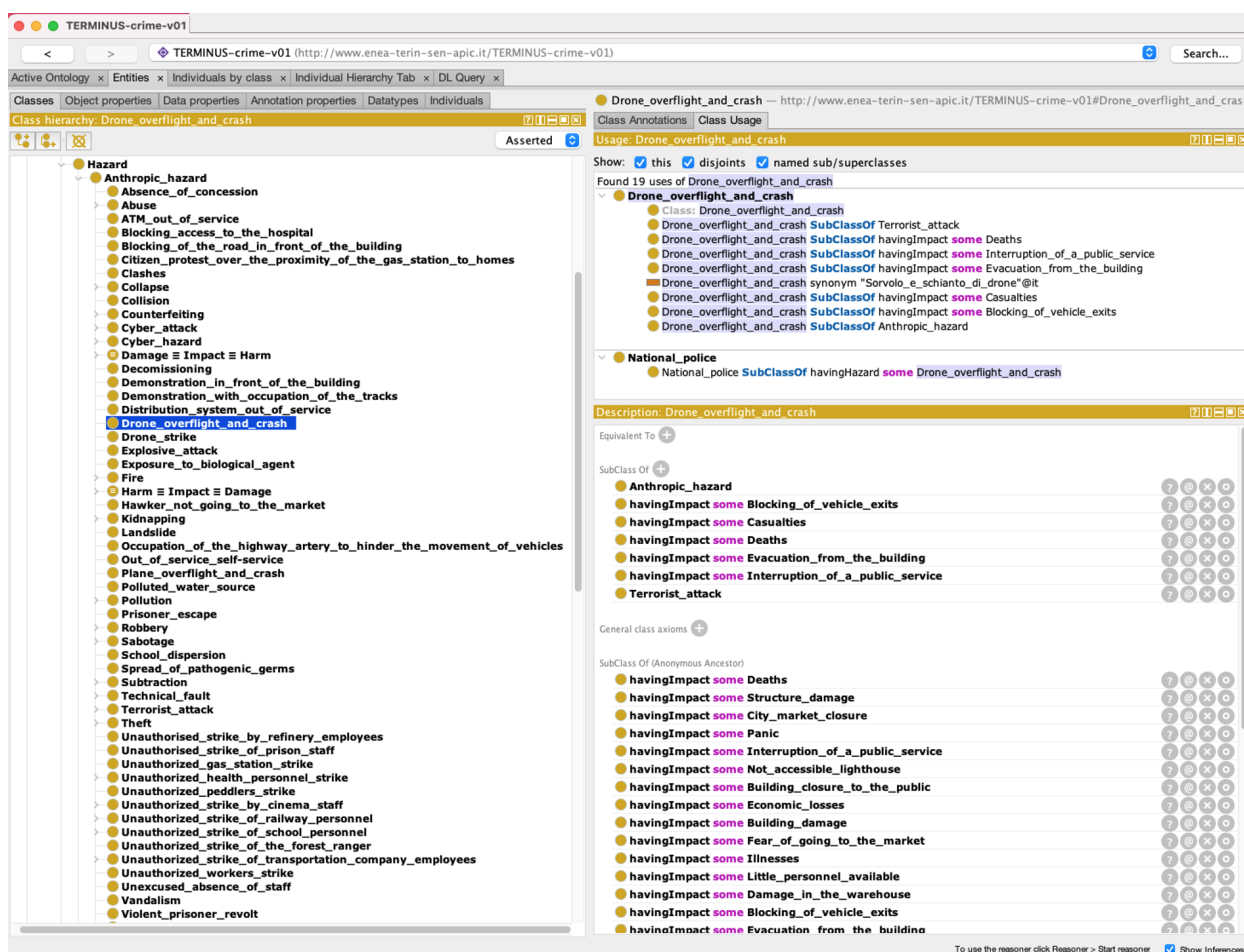 TERMINUS-crime-v01
< > TERMINUS-crime-v01 (http://www.enea-terin-sen-apic.it/TERMINUS-crime-v01) Search...
Active Ontology × Entities × Individuals by class × Individual Hierarchy Tab × DL Query ×
Classes Object properties Data properties Annotation properties Datatypes Individuals
Class hierarchy: Drone_overflight_and_crash
Asserted
Hazard
Anthropic_hazard
Absence_of_concession
Abuse
ATM_out_of_service
Blocking_access_to_the_hospital
Blocking_of_the_road_in_front_of_the_building
Citizen_protest_over_the_proximity_of_the_gas_station_to_homes
Clashes
Collapse
Collision
Counterfeiting
Cyber_attack
Cyber_hazard
Damage ≡ Impact ≡ Harm
Decomissioning
Demonstration_in_front_of_the_building
Demonstration_with_occupation_of_the_tracks
Distribution_system_out_of_service
Drone_overflight_and_crash
Drone_strike
Explosive_attack
Exposure_to_biological_agent
Fire
Harm ≡ Impact ≡ Damage
Hawker_not_going_to_the_market
Kidnapping
Landslide
Occupation_of_the_highway_artery_to_hinder_the_movement_of_vehicles
Out_of_service_self-service
Plane_overflight_and_crash
Polluted_water_source
Pollution
Prisoner_escape
Robbery
Sabotage
School_dispersion
Spread_of_pathogenic_germs
Subtraction
Technical_fault
Terrorist_attack
Theft
Unauthorised_strike_by_refinery_employees
Unauthorized_strike_of_prison_staff
Unauthorized_gas_station_strike
Unauthorized_health_personnel_strike
Unauthorized_peddlers_strike
Unauthorized_strike_by_cinema_staff
Unauthorized_strike_of_railway_personnel
Unauthorized_strike_of_school_personnel
Unauthorized_strike_of_the_forest_ranger
Unauthorized_strike_of_transportation_company_employees
Unauthorized_workers_strike
Unexcused_absence_of_staff
Vandalism
Violent_prisoner_revolt
Drone_overflight_and_crash — http://www.enea-terin-sen-apic.it/TERMINUS-crime-v01#Drone_overflight_and_cras
Class Annotations Class Usage
Usage: Drone_overflight_and_crash
Show: this disjoints named sub/superclasses
Found 19 uses of Drone_overflight_and_crash
Drone_overflight_and_crash
Class: Drone_overflight_and_crash
Drone_overflight_and_crash SubClassOf Terrorist_attack
Drone_overflight_and_crash SubClassOf havingImpact some Deaths
Drone_overflight_and_crash SubClassOf havingImpact some Interruption_of_a_public_service
Drone_overflight_and_crash SubClassOf havingImpact some Evacuation_from_the_building
Drone_overflight_and_crash synonym "Sorvolo_e_schianto_di_drone"@it
Drone_overflight_and_crash SubClassOf havingImpact some Casualties
Drone_overflight_and_crash SubClassOf havingImpact some Blocking_of_vehicle_exits
Drone_overflight_and_crash SubClassOf Anthropic_hazard
National_police
National_police SubClassOf havingHazard some Drone_overflight_and_crash
Description: Drone_overflight_and_crash
Equivalent To
SubClass Of
Anthropic_hazard
havingImpact some Blocking_of_vehicle_exits
havingImpact some Casualties
havingImpact some Deaths
havingImpact some Evacuation_from_the_building
havingImpact some Interruption_of_a_public_service
Terrorist_attack
General class axioms
SubClass Of (Anonymous Ancestor)
havingImpact some Deaths
havingImpact some Structure_damage
havingImpact some City_market_closure
havingImpact some Panic
havingImpact some Interruption_of_a_public_service
havingImpact some Not_accessible_lighthouse
havingImpact some Building_closure_to_the_public
havingImpact some Economic_losses
havingImpact some Building_damage
havingImpact some Fear_of_going_to_the_market
havingImpact some Illnesses
havingImpact some Little_personnel_available
havingImpact some Damage_in_the_warehouse
havingImpact some Blocking_of_vehicle_exits
havingImpact some Evacuation_from_the_building
To use the reasoner click Reasoner > Start reasoner Show Inferences